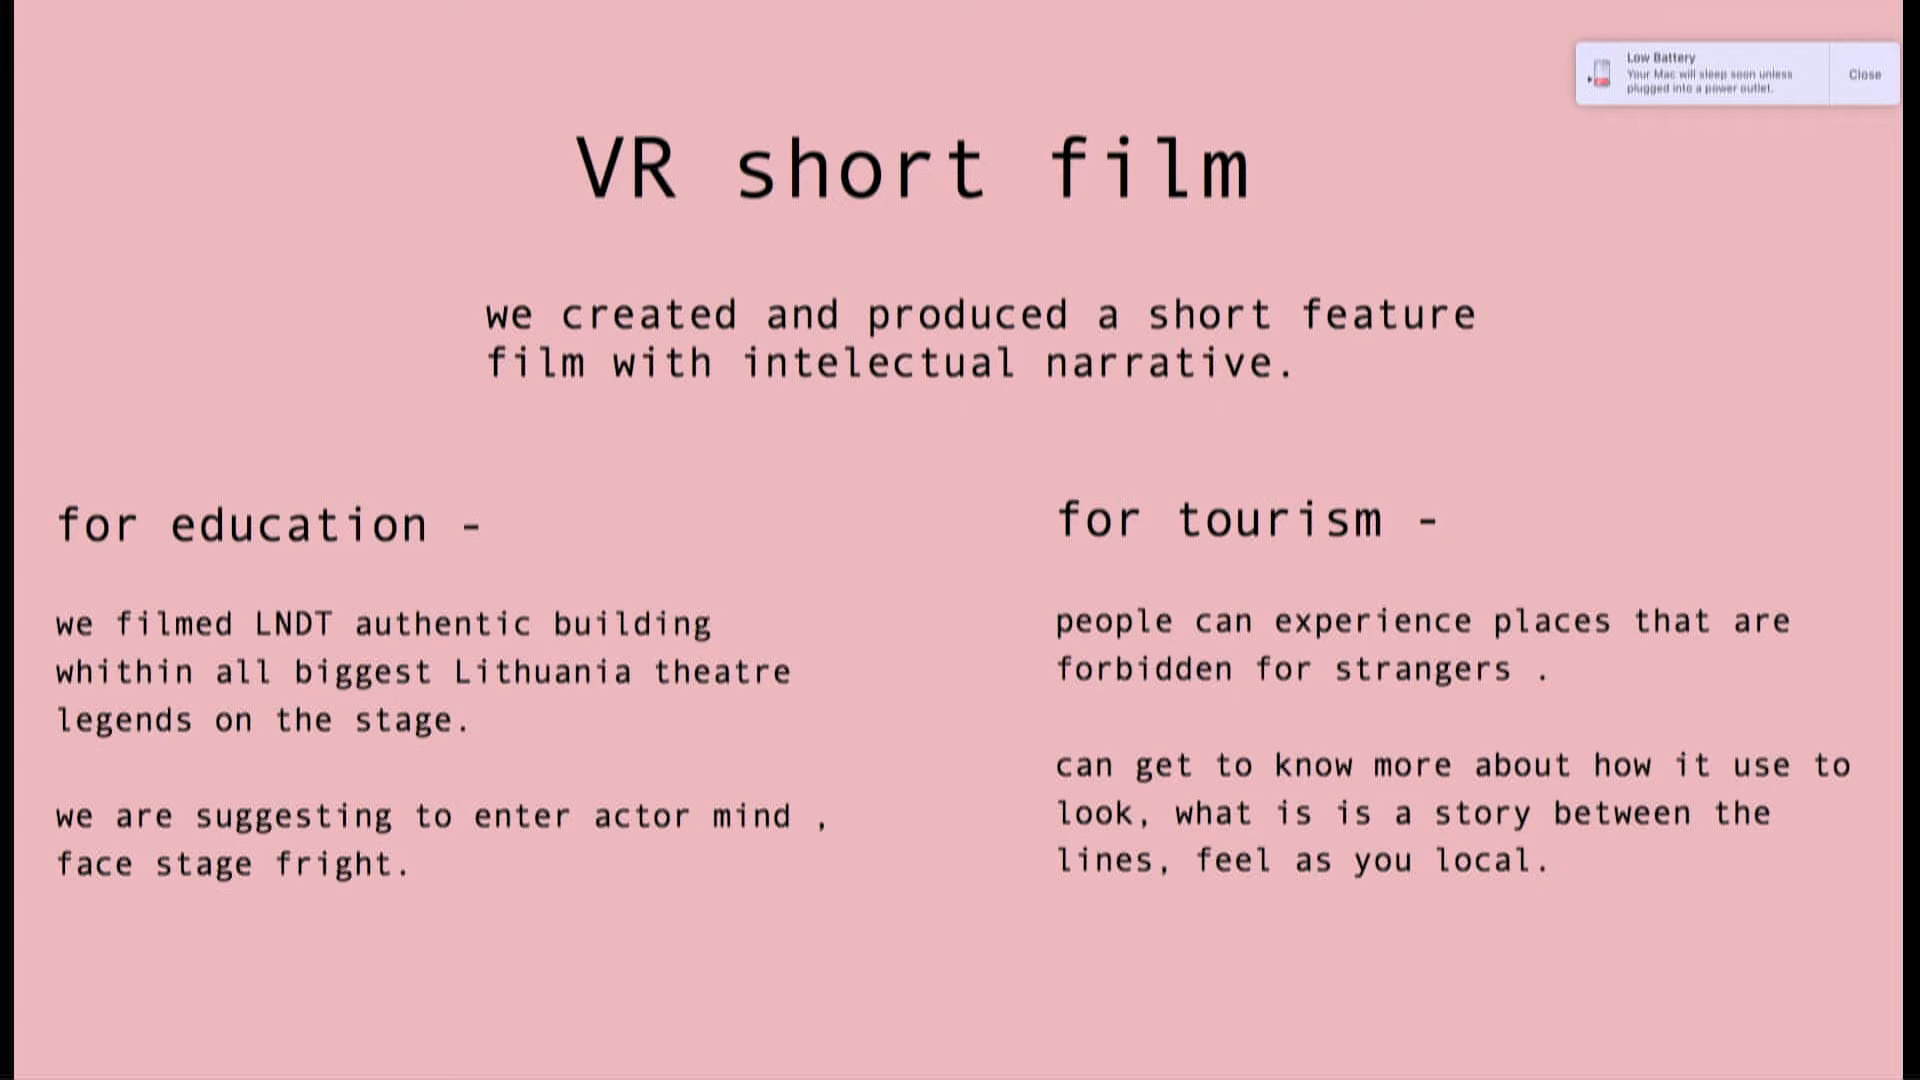 Low Battery
Your Mac will sleep soon unless
plugged into a power outlet.
Close
VR short film
we created and produced a short feature
film with intelectual narrative.
for education -
we filmed LNDT authentic building
whithin all biggest Lithuania theatre
legends on the stage.
we are suggesting to enter actor mind ,
face stage fright.
for tourism -
people can experience places that are
forbidden for strangers .
can get to know more about how it use to
look, what is is a story between the
lines, feel as you local.